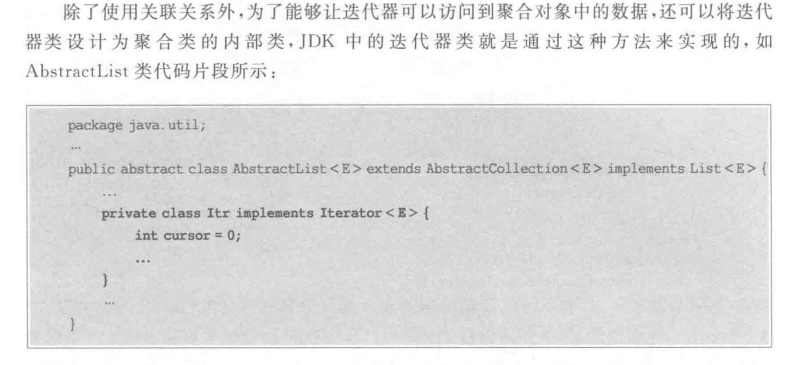 除了使用关联关系外,为了能够让迭代器可以访问到聚合对象中的数据,还可以将迭代
器类设计为聚合类的内部类,JDK 中的迭代器类就是通过这种方法来实现的,如
AbstractList 类代码片段所示:
package java.util;
…
public abstract class AbstractList<E> extends AbstractCollection<E> implements List<E> {
…
private class Itr implements Iterator<E> {
int cursor = 0;
…
}
…
}